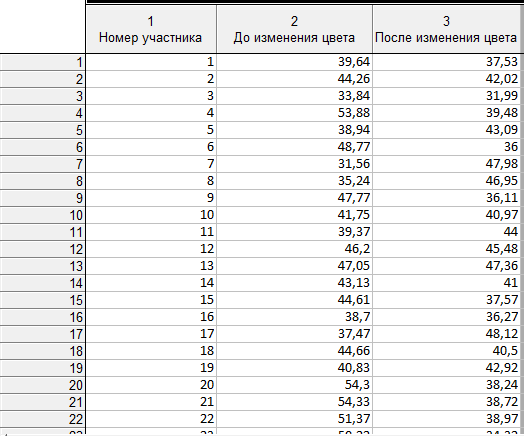 1 2 3
Номер участника До изменения цвета После изменения цвета
1 1 39,64 37,53
2 2 44,26 42,02
3 3 33,84 31,99
4 4 53,88 39,48
5 5 38,94 43,09
6 6 48,77 36
7 7 31,56 47,98
8 8 35,24 46,95
9 9 47,77 36,11
10 10 41,75 40,97
11 11 39,37 44
12 12 46,2 45,48
13 13 47,05 47,36
14 14 43,13 41
15 15 44,61 37,57
16 16 38,7 36,27
17 17 37,47 48,12
18 18 44,66 40,5
19 19 40,83 42,92
20 20 54,3 38,24
21 21 54,33 38,72
22 22 51,37 38,97